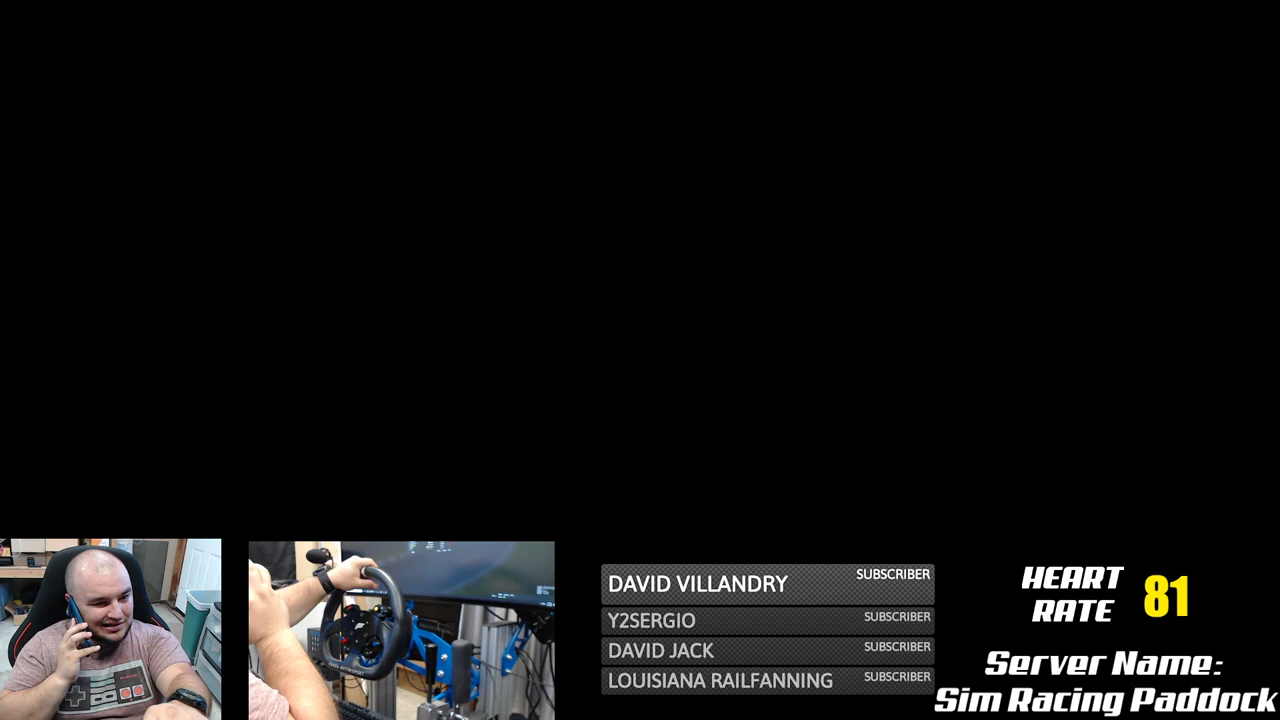 DAVID VILLANDRY SUBSCRIBER
Y2SERGIO SUBSCRIBER
DAVID JACK SUBSCRIBER
LOUISIANA RAILFANNING SUBSCRIBER
HEART
RATE
81
Server Name:
Sim Racing Paddock